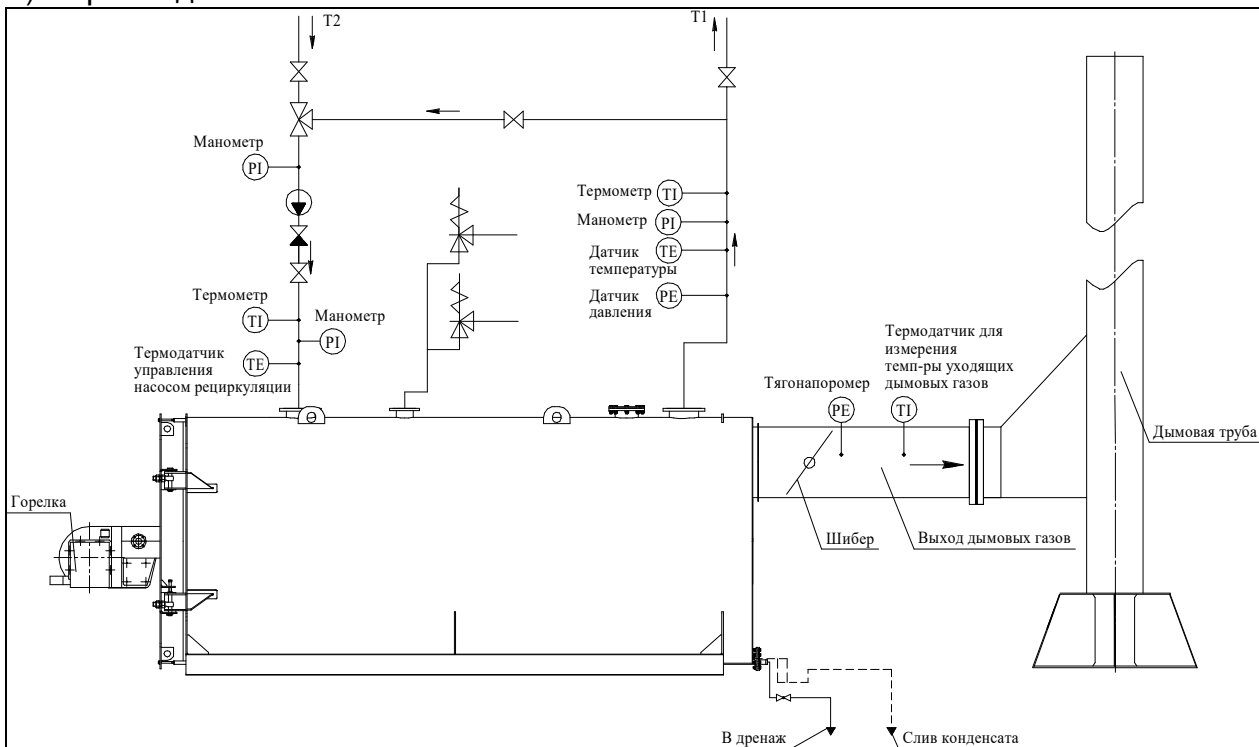 T2
T1
Манометр
PI
Термометр
TI
Манометр
PI
Датчик
температуры
TE
Датчик
давления
PE
Термометр
TI
Манометр
PI
Термодатчик
управления
насосом рециркуляции
TE
Термодатчик для
измерения
темп-ры уходящих
дымовых газов
TI
Тягонапоромер
PE
Дымовая труба
Горелка
Шибер
Выход дымовых газов
В дренаж
Слив конденсата